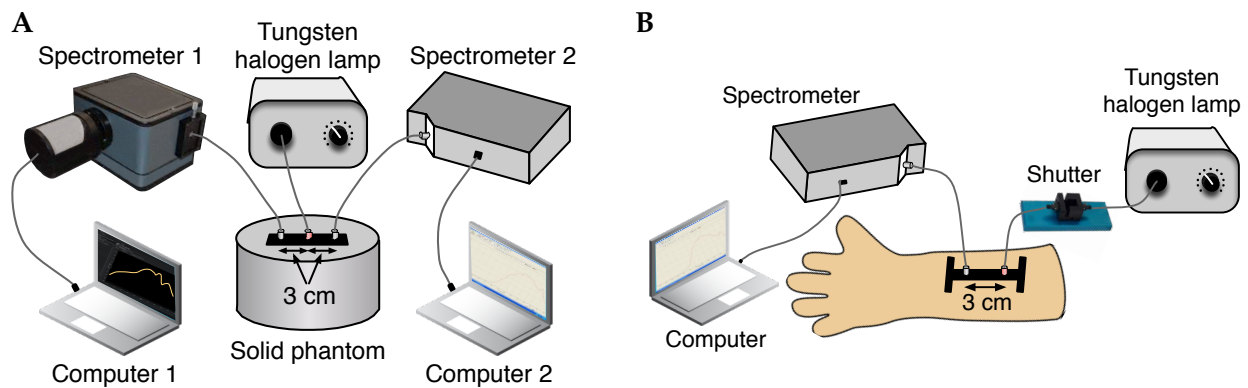 A
Spectrometer 1
Tungsten
halogen lamp
Spectrometer 2
3 cm
Solid phantom
Computer 1
Computer 2
B
Spectrometer
Tungsten
halogen lamp
Shutter
3 cm
Computer